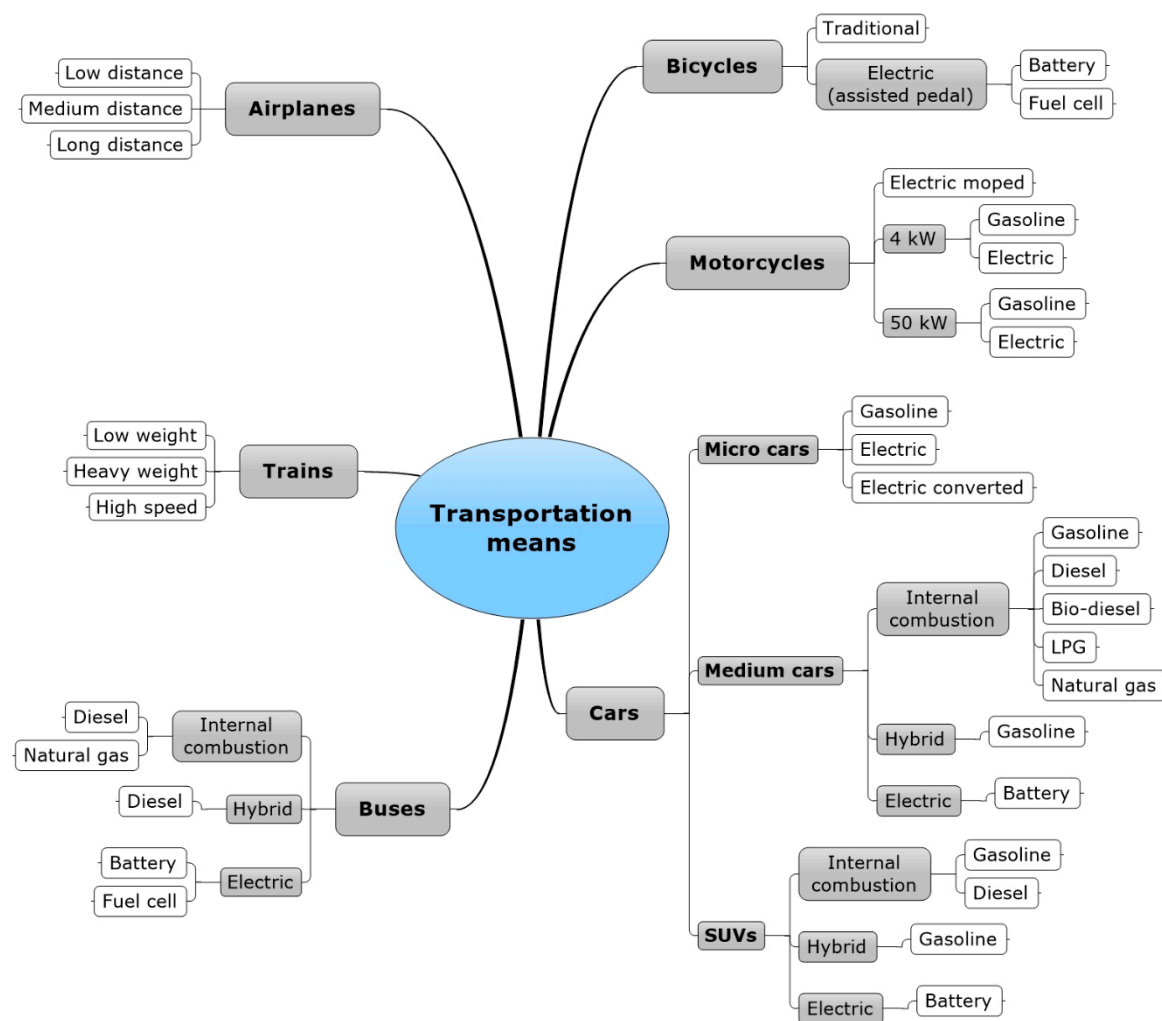 Transportation
means
Airplanes
Low distance
Medium distance
Long distance
Trains
Low weight
Heavy weight
High speed
Buses
Internal
combustion
Diesel
Natural gas
Hybrid
Diesel
Electric
Battery
Fuel cell
Bicycles
Traditional
Electric
(assisted pedal)
Battery
Fuel cell
Motorcycles
Electric moped
4 kW
Gasoline
Electric
50 kW
Gasoline
Electric
Cars
Micro cars
Gasoline
Electric
Electric converted
Medium cars
Internal
combustion
Gasoline
Diesel
Bio-diesel
LPG
Natural gas
Hybrid
Gasoline
Electric
Battery
SUVs
Internal
combustion
Gasoline
Diesel
Hybrid
Gasoline
Electric
Battery